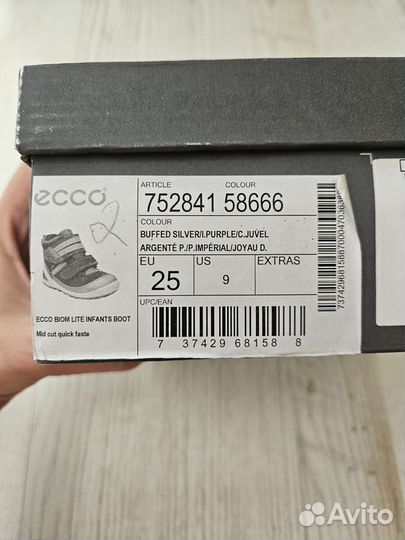 ecco
2
ARTICLE COLOUR
752841 58666
COLOUR
BUFFED SILVER/I.PURPLE/C.JUVEL
ARGENTÉ P./P.IMPÉRIAL/JOYAU D.
EU US EXTRAS
25 9
UPC/EAN
7 37429 68158 8
ECCO BIOM LITE INFANTS BOOT
Mid cut quick faste
Avito